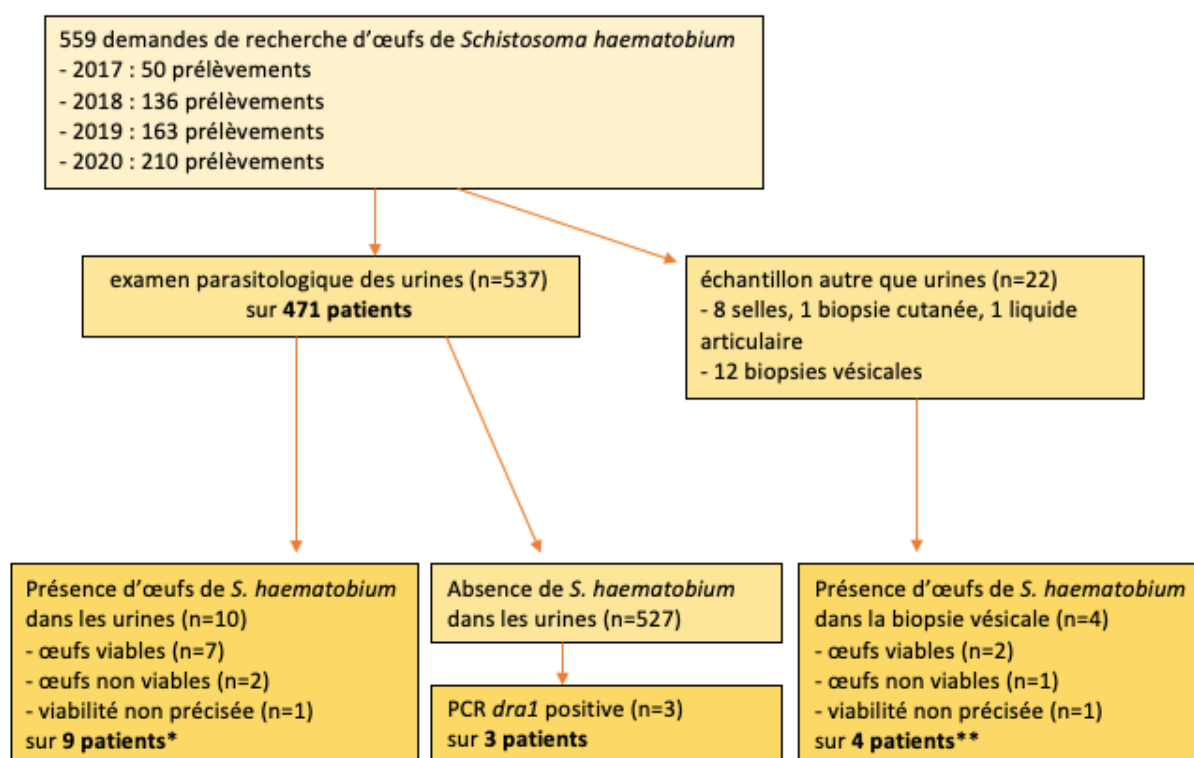 559 demandes de recherche d'œufs de Schistosoma haematobium
- 2017 : 50 prélèvements
- 2018 : 136 prélèvements
- 2019 : 163 prélèvements
- 2020 : 210 prélèvements
examen parasitologique des urines (n=537)
sur 471 patients
échantillon autre que urines (n=22)
- 8 selles, 1 biopsie cutanée, 1 liquide
articulaire
- 12 biopsies vésicales
Présence d'œufs de S. haematobium
dans les urines (n=10)
- œufs viables (n=7)
- œufs non viables (n=2)
- viabilité non précisée (n=1)
sur 9 patients*
Absence de S. haematobium
dans les urines (n=527)
PCR dra1 positive (n=3)
sur 3 patients
Présence d'œufs de S. haematobium
dans la biopsie vésicale (n=4)
- œufs viables (n=2)
- œufs non viables (n=1)
- viabilité non précisée (n=1)
sur 4 patients**